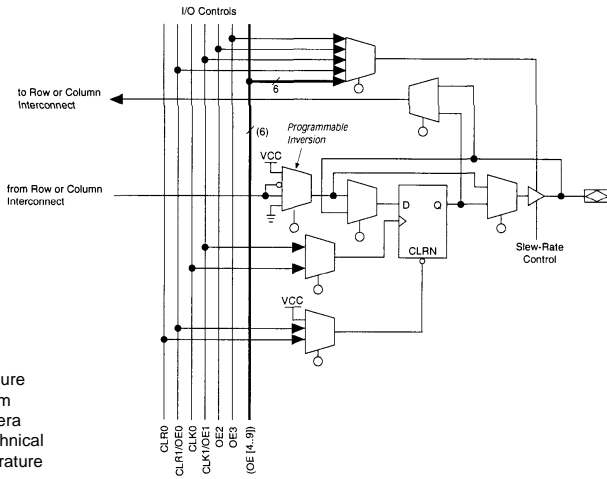 I/O Controls
6
to Row or Column
Interconnect
(6)
Programmable
Inversion
VCC
from Row or Column
Interconnect
D
Q
CLRN
Slew-Rate
Control
VCC
ure
m
era
hnical
rature
CLR0
CLR1/OE0
CLK0
CLK1/OE1
OE2
OE3
(OE [4..9])